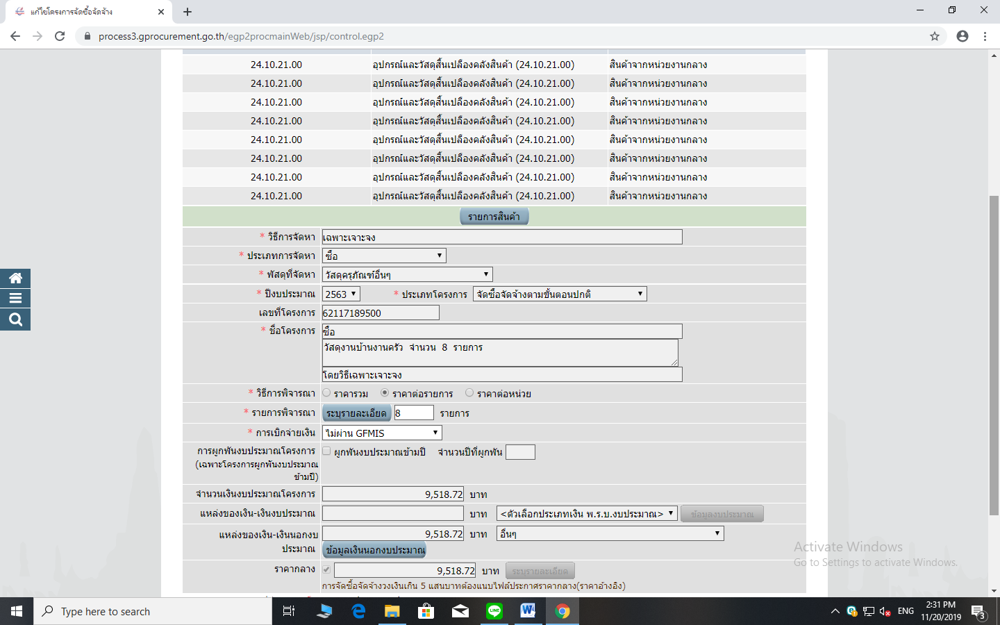 แก้ไขโครงการจัดซื้อจัดจ้าง
process3.gprocurement.go.th/egp2procmainWeb/jsp/control.egp2
24.10.21.00 อุปกรณ์และวัสดุสิ้นเปลืองคลังสินค้า (24.10.21.00) สินค้าจากหน่วยงานกลาง
24.10.21.00 อุปกรณ์และวัสดุสิ้นเปลืองคลังสินค้า (24.10.21.00) สินค้าจากหน่วยงานกลาง
24.10.21.00 อุปกรณ์และวัสดุสิ้นเปลืองคลังสินค้า (24.10.21.00) สินค้าจากหน่วยงานกลาง
24.10.21.00 อุปกรณ์และวัสดุสิ้นเปลืองคลังสินค้า (24.10.21.00) สินค้าจากหน่วยงานกลาง
24.10.21.00 อุปกรณ์และวัสดุสิ้นเปลืองคลังสินค้า (24.10.21.00) สินค้าจากหน่วยงานกลาง
24.10.21.00 อุปกรณ์และวัสดุสิ้นเปลืองคลังสินค้า (24.10.21.00) สินค้าจากหน่วยงานกลาง
24.10.21.00 อุปกรณ์และวัสดุสิ้นเปลืองคลังสินค้า (24.10.21.00) สินค้าจากหน่วยงานกลาง
24.10.21.00 อุปกรณ์และวัสดุสิ้นเปลืองคลังสินค้า (24.10.21.00) สินค้าจากหน่วยงานกลาง
รายการสินค้า
* วิธีการจัดหา เฉพาะเจาะจง
* ประเภทการจัดหา ซื้อ
* พัสดุที่จัดหา วัสดุครุภัณฑ์อื่นๆ
* ปีงบประมาณ 2563 * ประเภทโครงการ จัดซื้อจัดจ้างตามขั้นตอนปกติ
เลขที่โครงการ 62117189500
* ชื่อโครงการ ซื้อ
วัสดุงานบ้านงานครัว จำนวน 8 รายการ
โดยวิธีเฉพาะเจาะจง
* วิธีการพิจารณา ราคารวม ราคาต่อรายการ ราคาต่อหน่วย
* รายการพิจารณา ระบุรายละเอียด 8 รายการ
* การเบิกจ่ายเงิน ไม่ผ่าน GFMIS
การผูกพันงบประมาณโครงการ ผูกพันงบประมาณข้ามปี จำนวนปีที่ผูกพัน
(เฉพาะโครงการผูกพันงบประมาณ
ข้ามปี)
จำนวนเงินงบประมาณโครงการ 9,518.72 บาท
แหล่งของเงิน-เงินงบประมาณ บาท <ตัวเลือกประเภทเงิน พ.ร.บ.งบประมาณ> ข้อมูลงบประมาณ
แหล่งของเงิน-เงินนอกงบ 9,518.72 บาท อื่นๆ
ประมาณ ข้อมูลเงินนอกงบประมาณ
ราคากลาง 9,518.72 บาท ระบุรายละเอียด
การจัดซื้อจัดจ้างวงเงินเกิน 5 แสนบาทต้องแนบไฟล์ประกาศราคากลาง(ราคาอ้างอิง)
Activate Windows
Go to Settings to activate Windows.
Type here to search
ENG
2:31 PM
11/20/2019
3